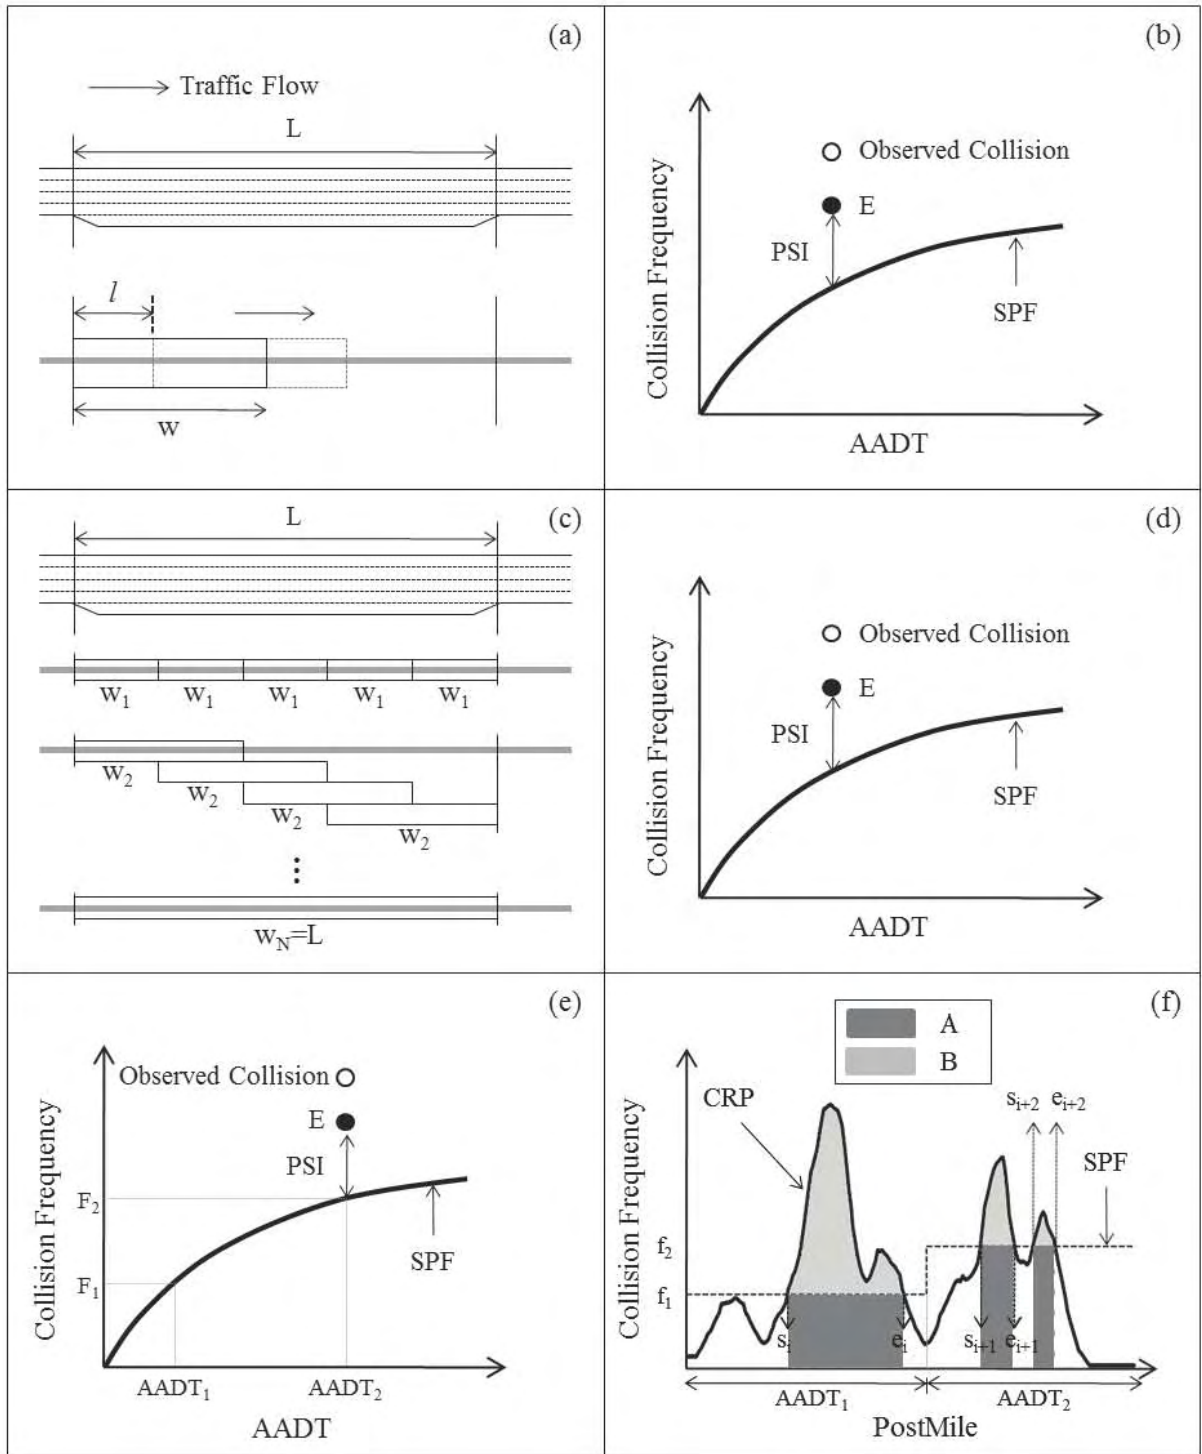 (a)
Traffic Flow
L
l
w
(b)
Collision Frequency
Observed Collision
E
PSI
SPF
AADT
(c)
L
w1 w1 w1 w1 w1
w2
w2
w2
w2
wN=L
(d)
Collision Frequency
Observed Collision
E
PSI
SPF
AADT
(e)
Collision Frequency
Observed Collision
E
PSI
F2
SPF
F1
AADT1 AADT2
AADT
(f)
A
B
Collision Frequency
CRP
si+2 ei+2
SPF
f2
f1
si ei si+1 ei+1
AADT1 AADT2
PostMile